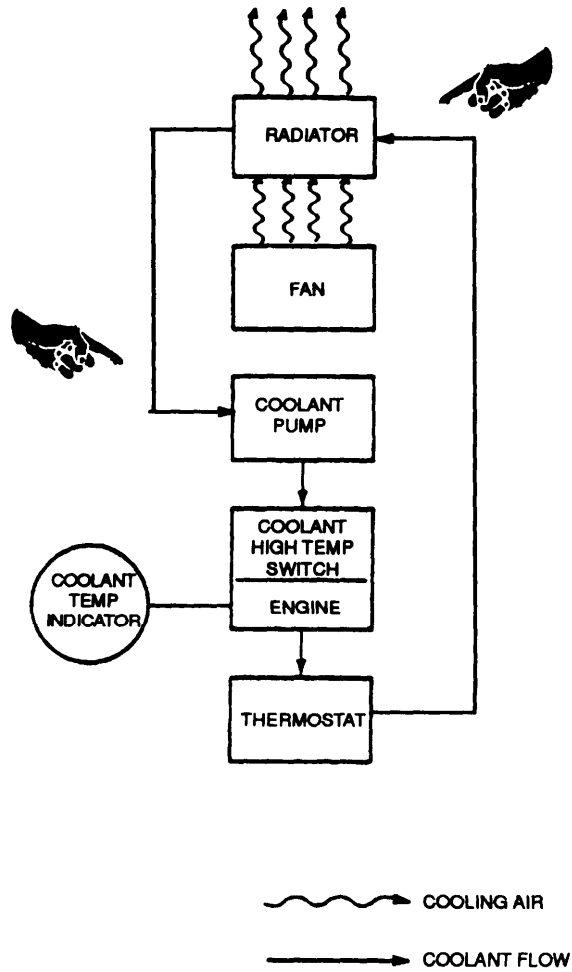 RADIATOR
FAN
COOLANT
PUMP
COOLANT
HIGH TEMP
SWITCH
ENGINE
COOLANT
TEMP
INDICATOR
THERMOSTAT
COOLING AIR
COOLANT FLOW